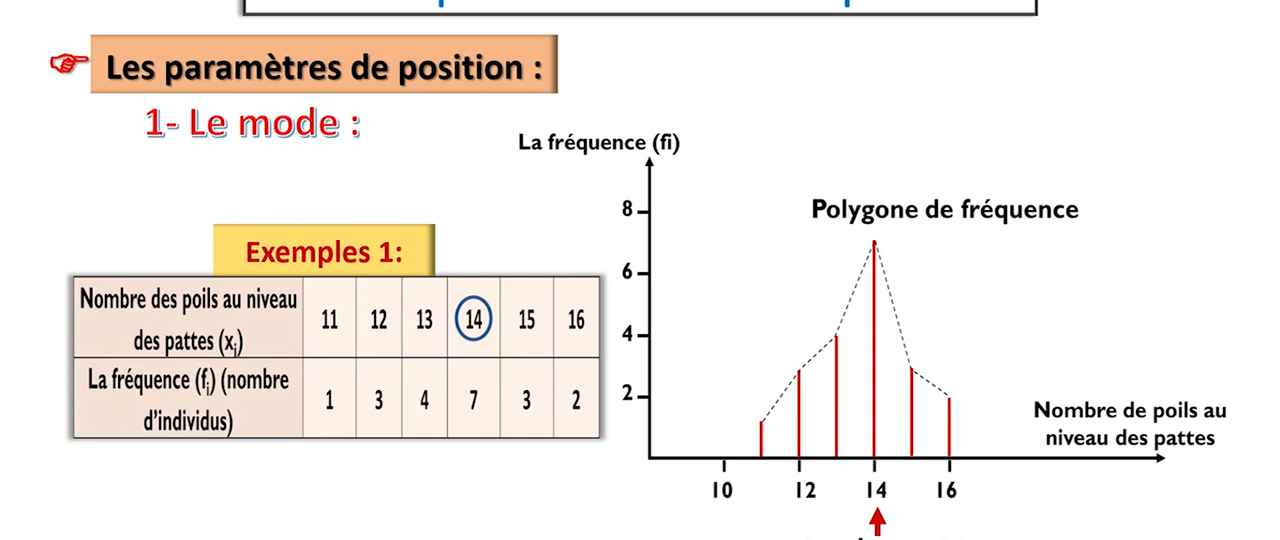 Les paramètres de position :
1- Le mode :
La fréquence (fi)
Polygone de fréquence
Exemples 1:
Nombre des poils au niveau
des pattes (xi)
11 12 13 14 15 16
La fréquence (fi) (nombre
d'individus)
1 3 4 7 3 2
8
6
4
2
Nombre de poils au
niveau des pattes
10 12 14 16